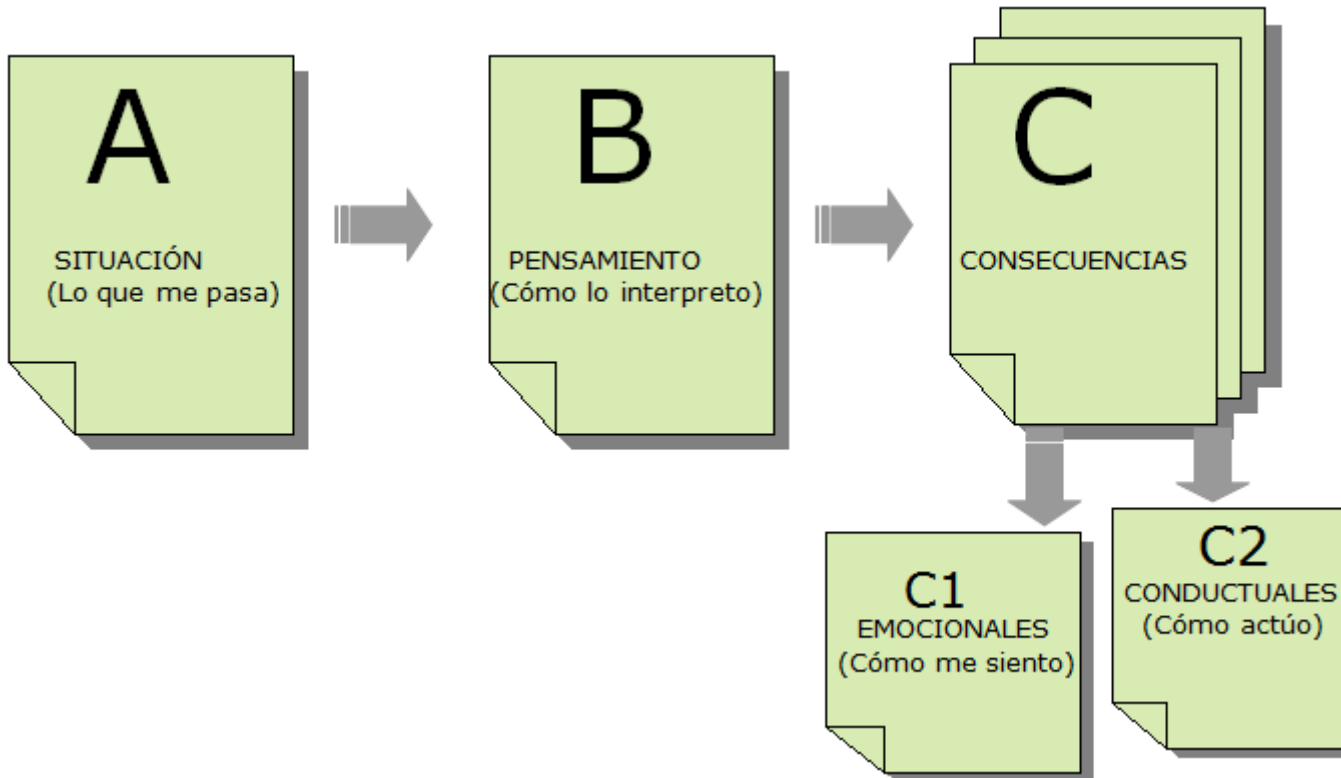 A
SITUACIÓN
(Lo que me pasa)
B
PENSAMIENTO
(Cómo lo interpreto)
C
CONSECUENCIAS
C1
EMOCIONALES
(Cómo me siento)
C2
CONDUCTUALES
(Cómo actúo)